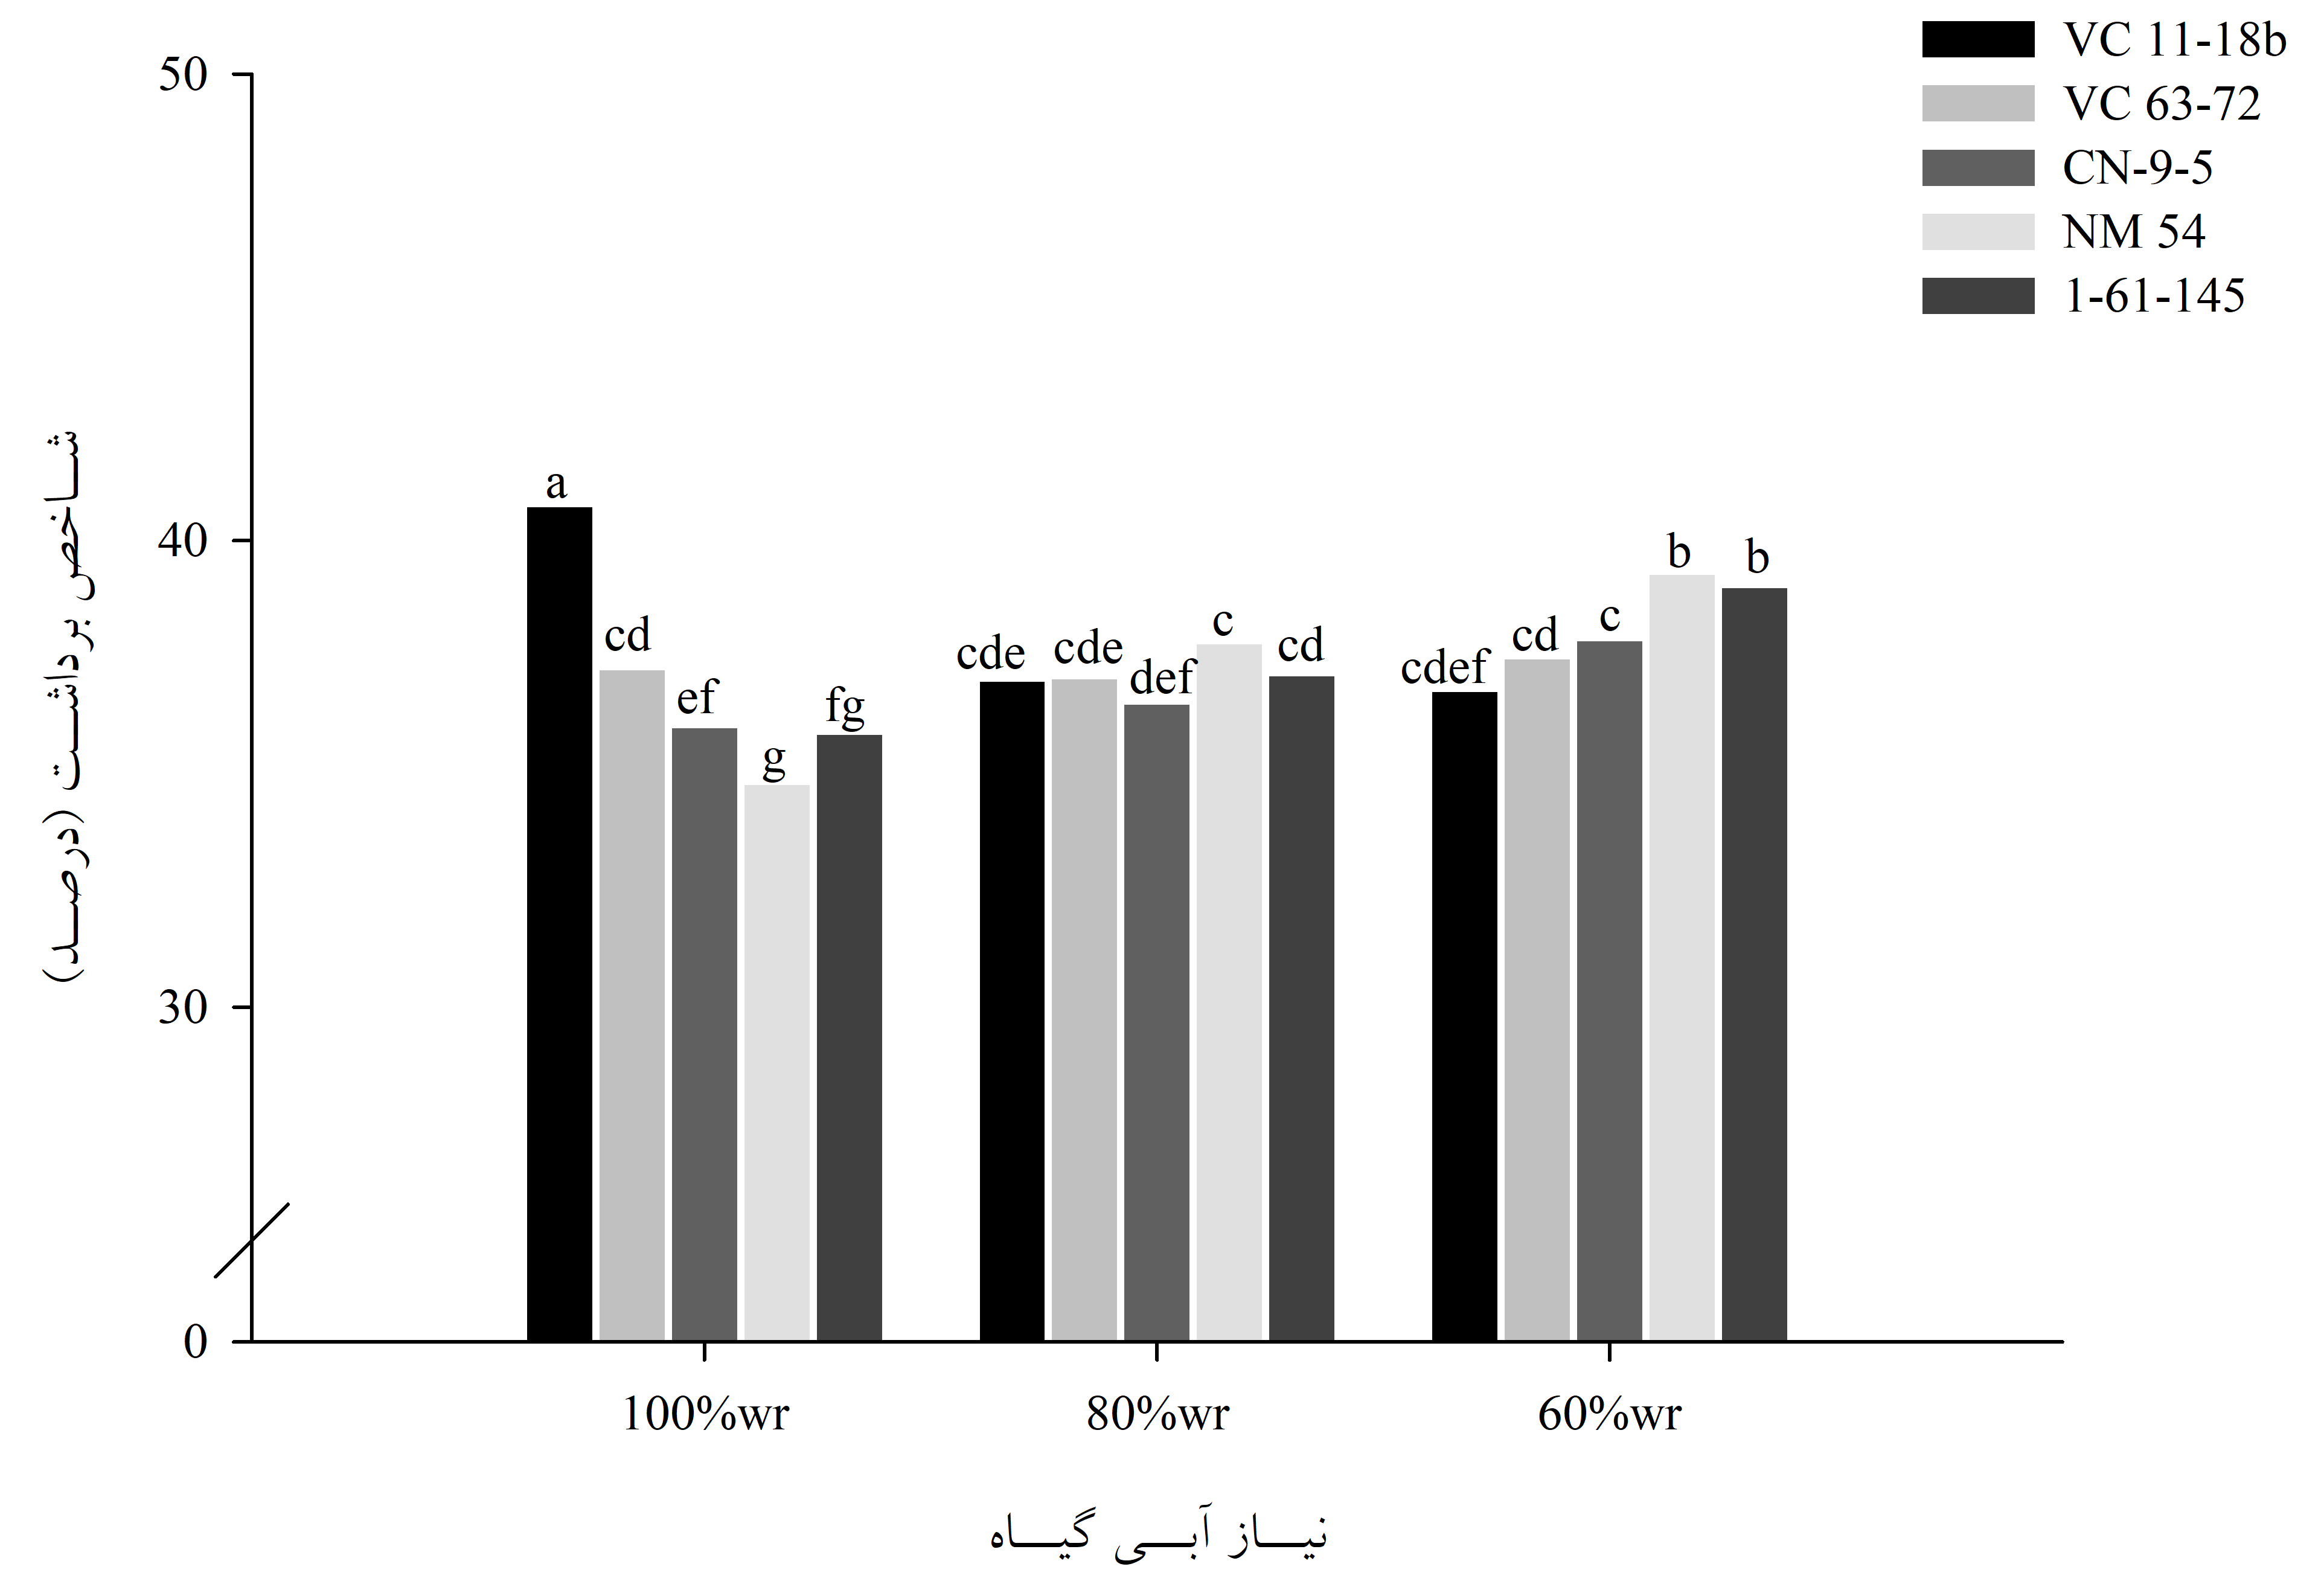 VC 11-18b
VC 63-72
CN-9-5
NM 54
1-61-145
50
40
30
0
شاخص برداشت (درصد)
a
cd
ef
g
fg
cde
cde
def
c
cd
cdef
cd
c
b
b
100%wr
80%wr
60%wr
نیاز آبی گیاه